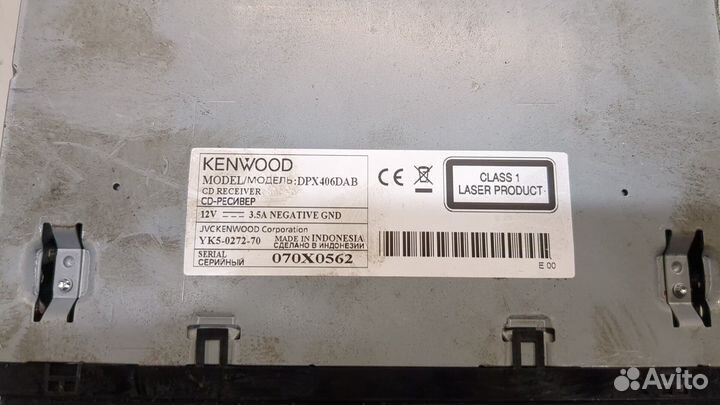 KENWOOD
MODEL/МОДЕЛЬ:DPX406DAB
CD RECEIVER
CD-РЕСИВЕР
12V 3.5A NEGATIVE GND
JVCKENWOOD Corporation
YK5-0272-70 MADE IN INDONESIA
СДЕЛАНО В ИНДОНЕЗИИ
SERIAL
СЕРИЙНЫЙ 070X0562
CE
CLASS 1
LASER PRODUCT
E 00
Avito